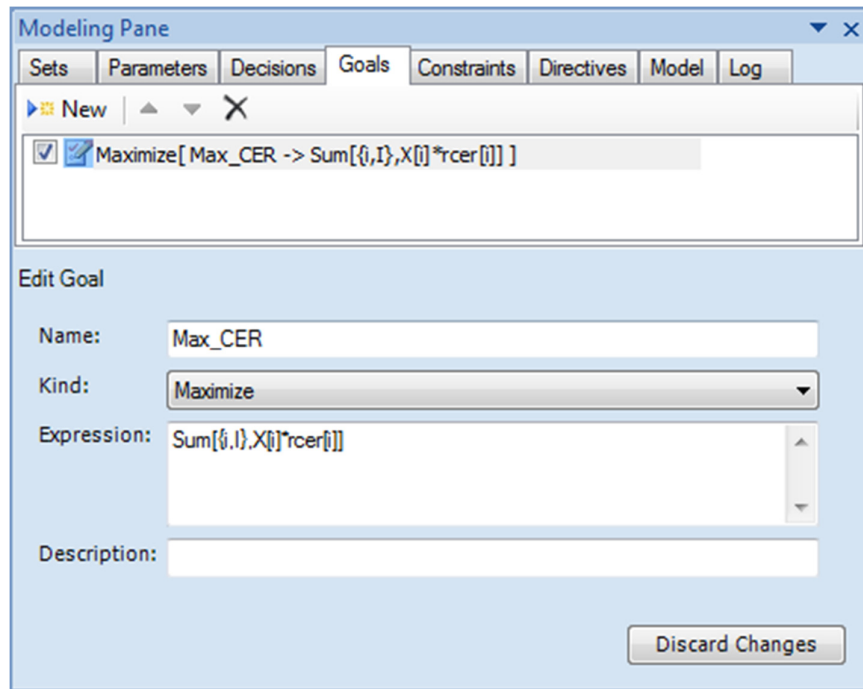 Modeling Pane
Sets Parameters Decisions Goals Constraints Directives Model Log
New
Maximize[ Max_CER -> Sum[{i,I},X[i]*rcer[i]] ]
Edit Goal
Name: Max_CER
Kind: Maximize
Expression: Sum[{i,I},X[i]*rcer[i]]
Description:
Discard Changes